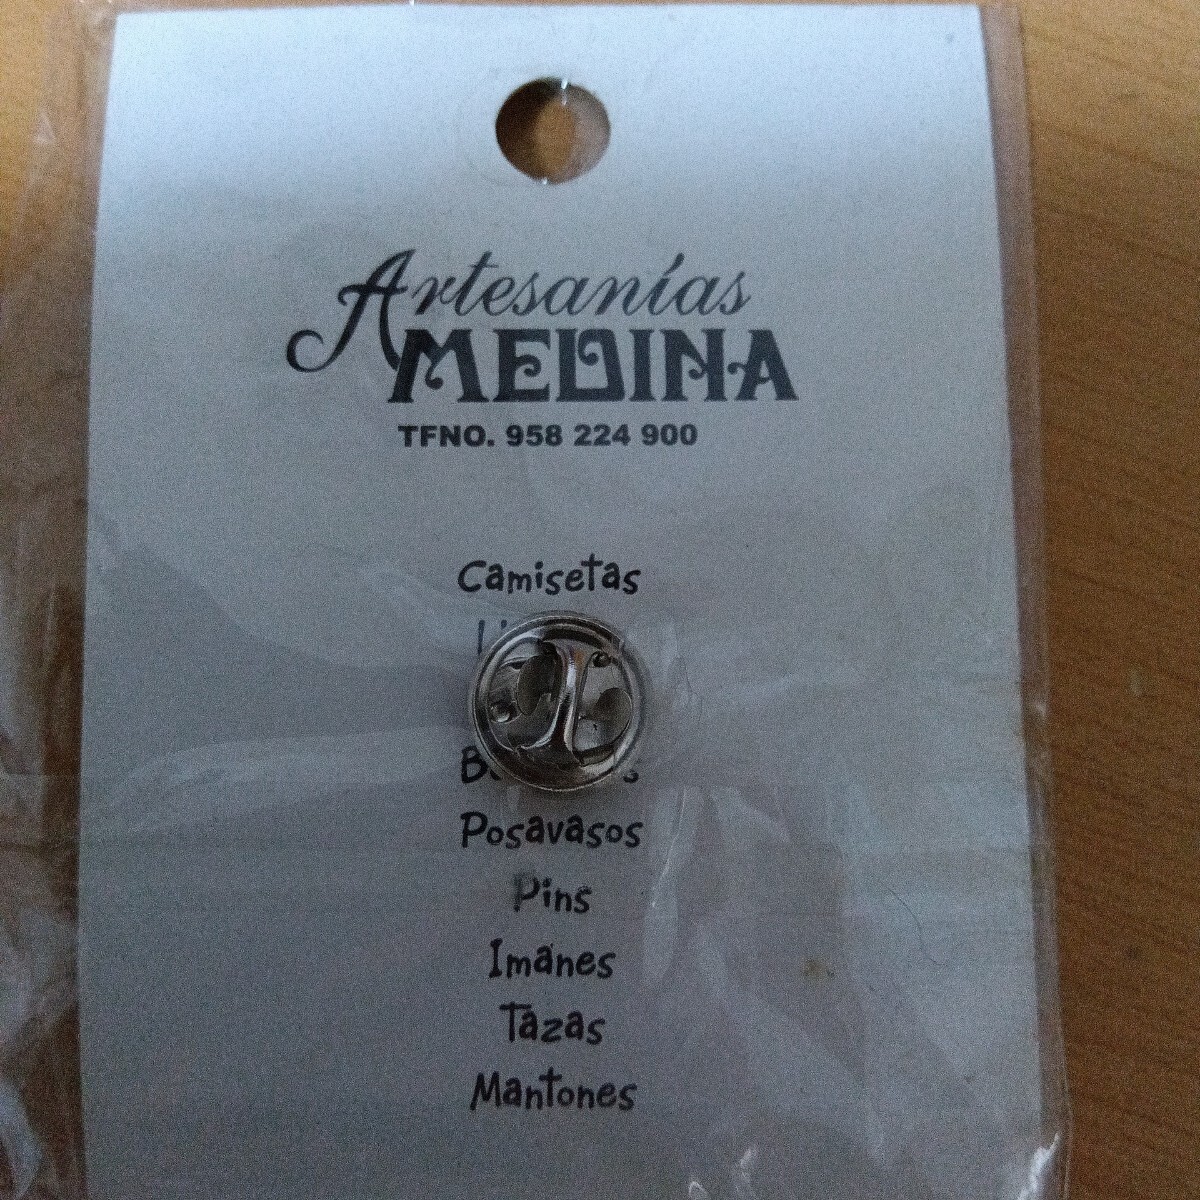 Artesanías
MEDINA
TFNO. 958 224 900
Camisetas
Posavasos
Pins
Imanes
Tazas
Mantones